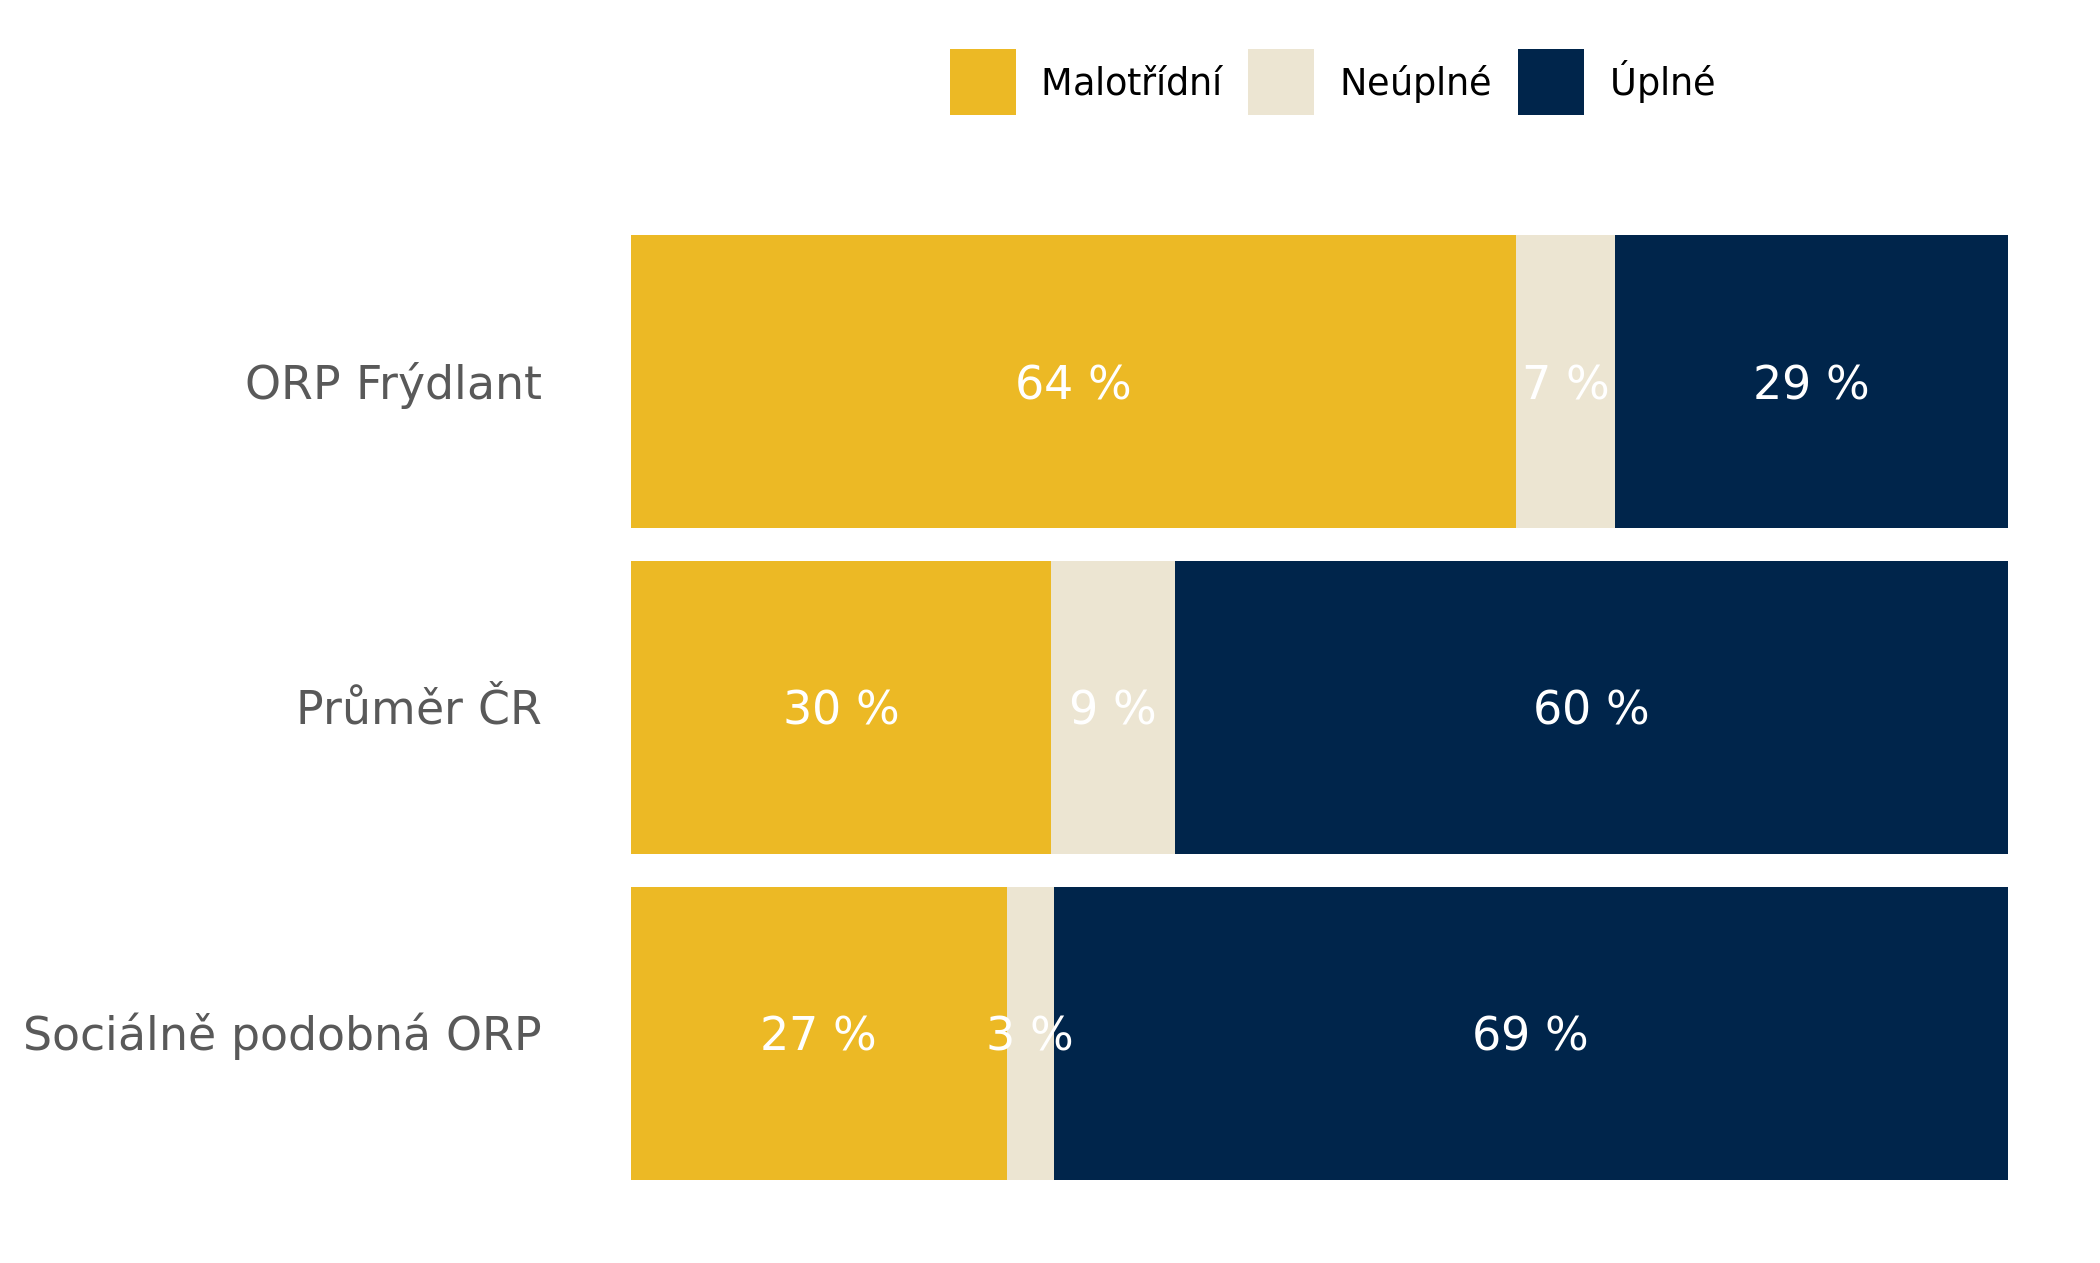 Malotřídní Neúplné Úplné
ORP Frýdlant 64 % 7 % 29 %
Průměr ČR 30 % 9 % 60 %
Sociálně podobná ORP 27 % 3 % 69 %